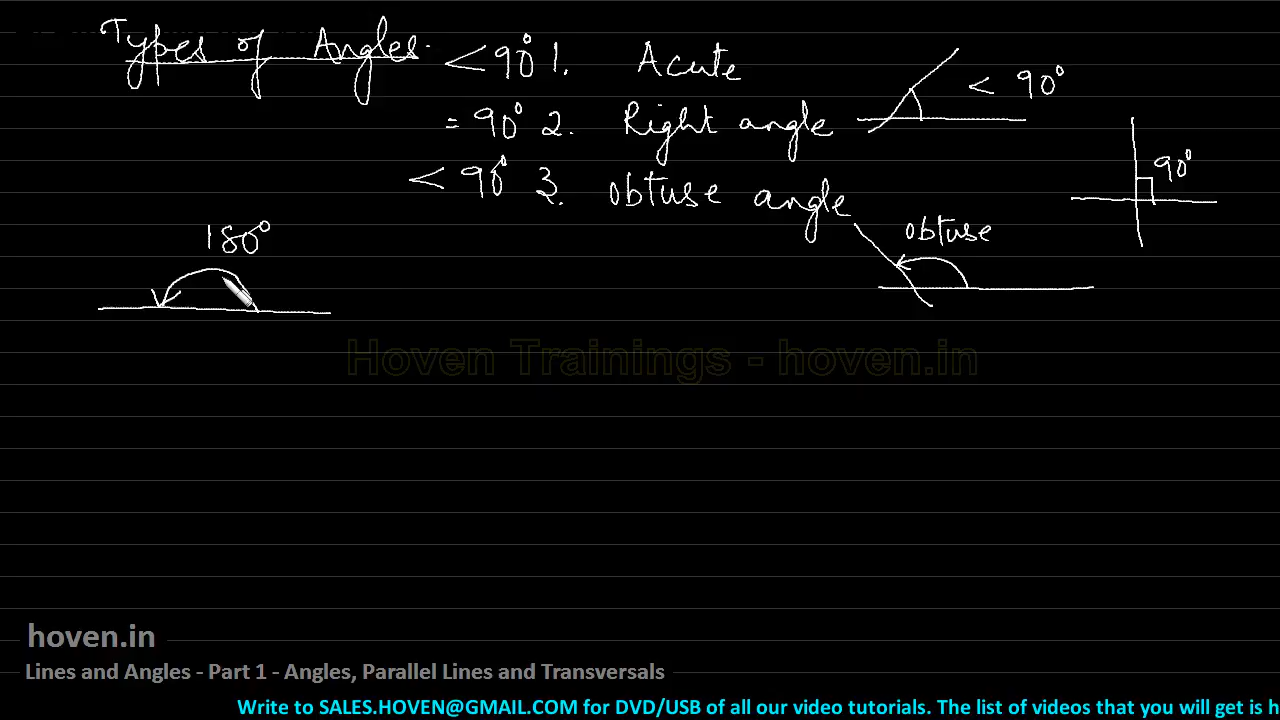 Types of Angles.
<90° 1. Acute
< 90°
= 90° 2. Right angle
90°
< 90° 3. obtuse angle
obtuse
180°
Hoven Trainings - hoven.in
hoven.in
Lines and Angles - Part 1 - Angles, Parallel Lines and Transversals
Write to SALES.HOVEN@GMAIL.COM for DVD/USB of all our video tutorials. The list of videos that you will get is h